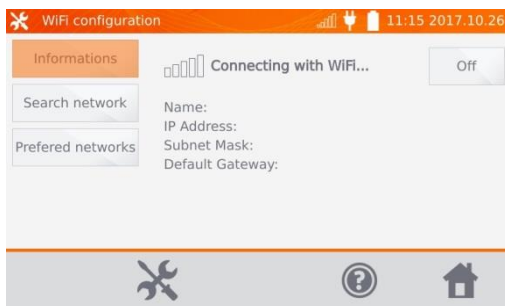 WiFi configuration
11:15 2017.10.26
Informations
Connecting with WiFi...
Off
Search network
Name:
IP Address:
Prefered networks
Subnet Mask:
Default Gateway:
?